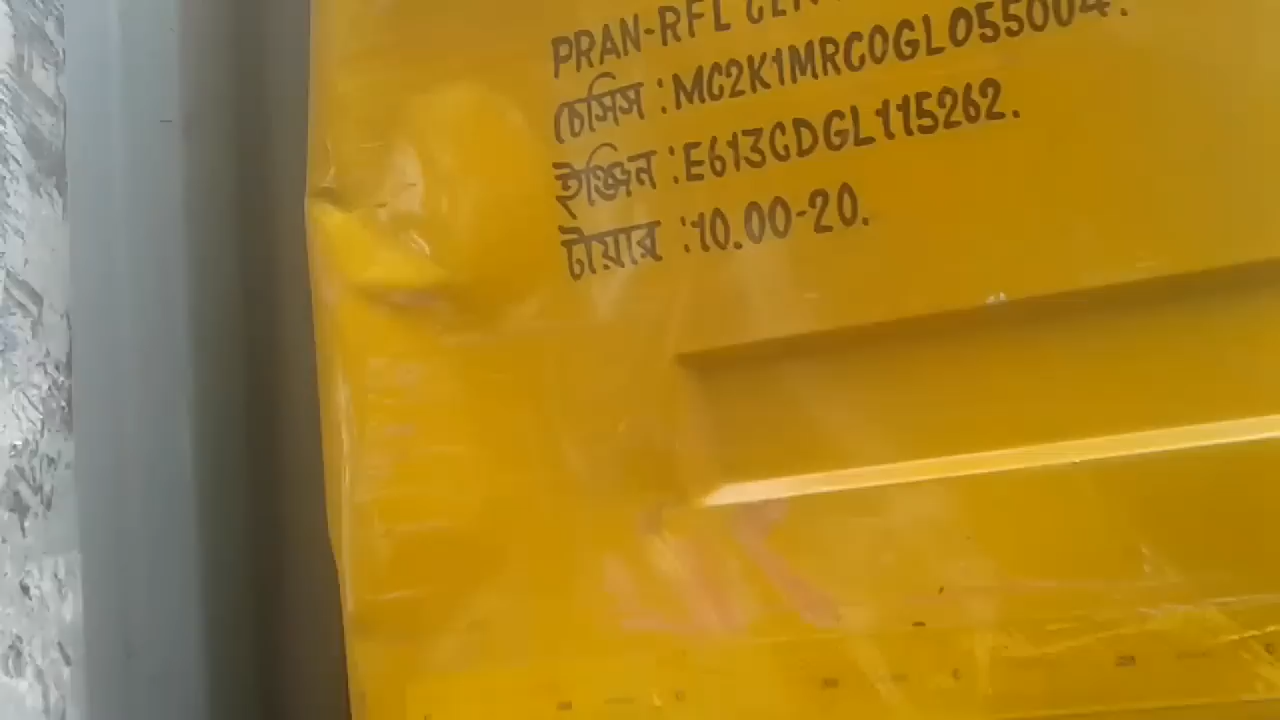 PRAN-RFL
চেসিস :MC2K1MRC0GL055004.
ইঞ্জিন :E613CDGL115262.
টায়ার :10.00-20.